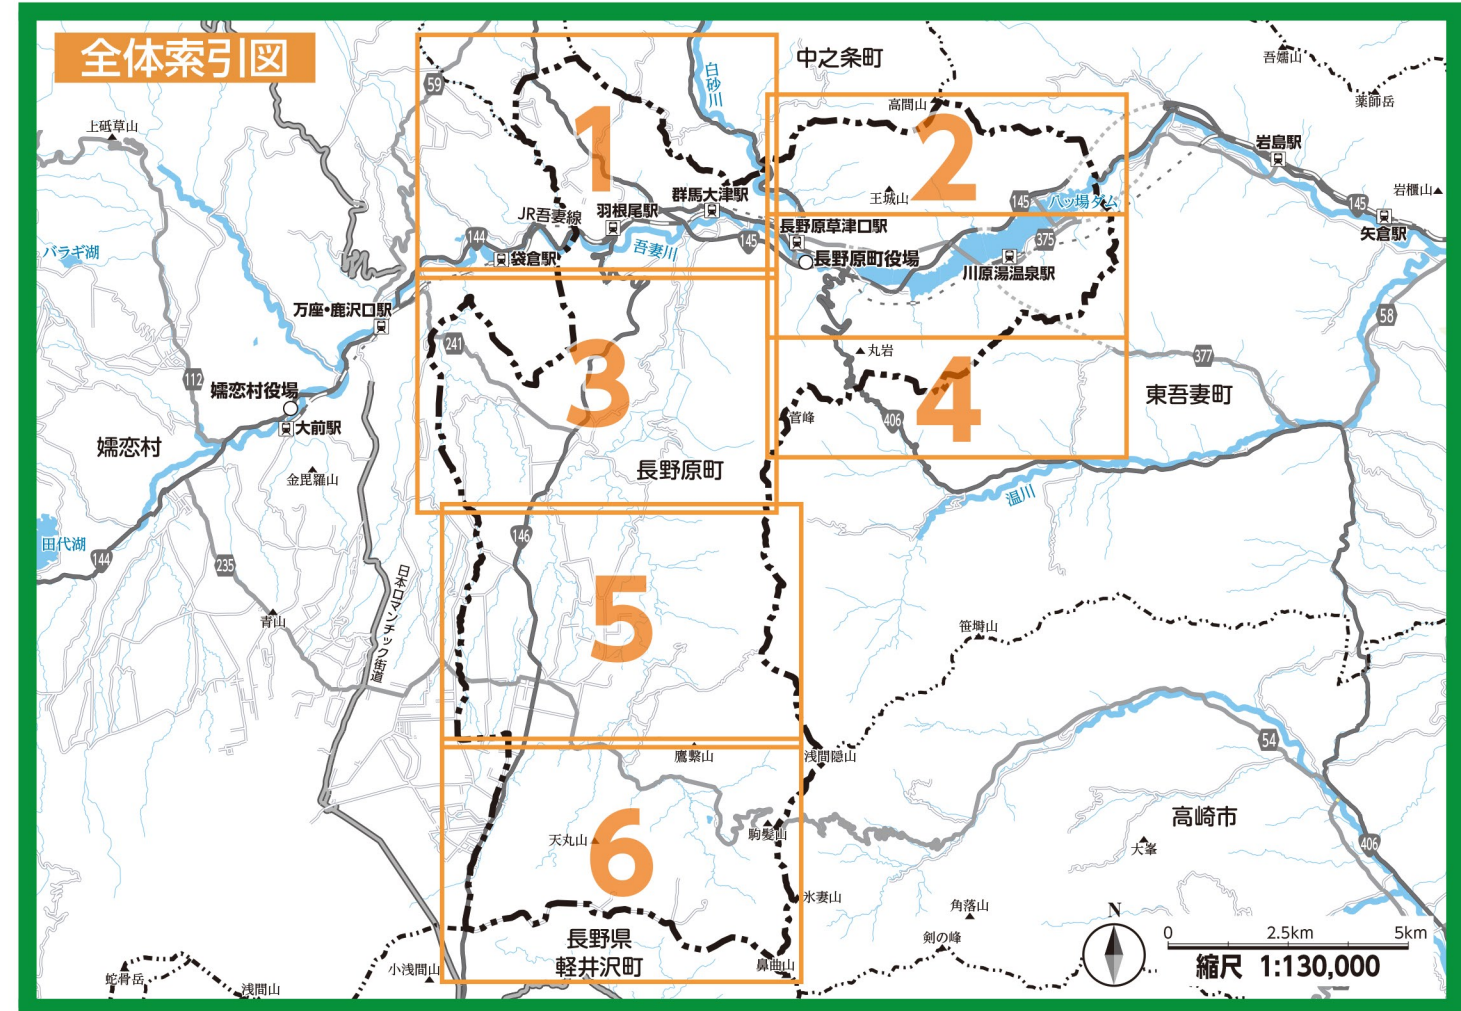 全体索引図
中之条町
吾嬬山
薬師岳
高間山
白砂川
59
上砥草山
1
2
岩島駅
岩櫃山
王城山
145
八ッ場ダム
145
矢倉駅
群馬大津駅
羽根尾駅
JR吾妻線
長野原草津口駅
144
吾妻川
145
375
袋倉駅
長野原町役場
川原湯温泉駅
バラギ湖
万座・鹿沢口駅
58
241
3
丸岩
377
4
東吾妻町
112
嬬恋村役場
大前駅
菅峰
406
嬬恋村
金毘羅山
長野原町
温川
田代湖
144
235
146
日本ロマンチック街道
5
青山
笹塒山
鷹繋山
浅間隠山
54
高崎市
6
天丸山
駒髪山
大峯
406
氷妻山
角落山
剣の峰
長野県
軽井沢町
鼻曲山
小浅間山
蛇骨岳
浅間山
N
0 2.5km 5km
縮尺 1:130,000